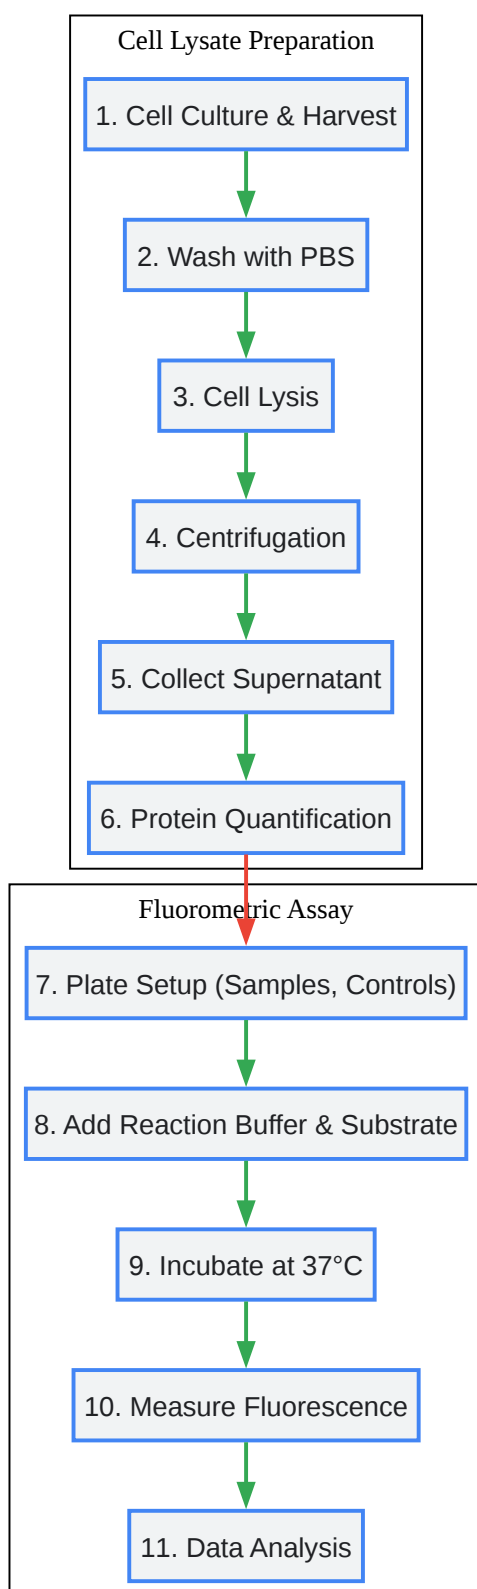 Cell Lysate Preparation
1. Cell Culture & Harvest
2. Wash with PBS
3. Cell Lysis
4. Centrifugation
5. Collect Supernatant
6. Protein Quantification
Fluorometric Assay
7. Plate Setup (Samples, Controls)
8. Add Reaction Buffer & Substrate
9. Incubate at 37°C
10. Measure Fluorescence
11. Data Analysis